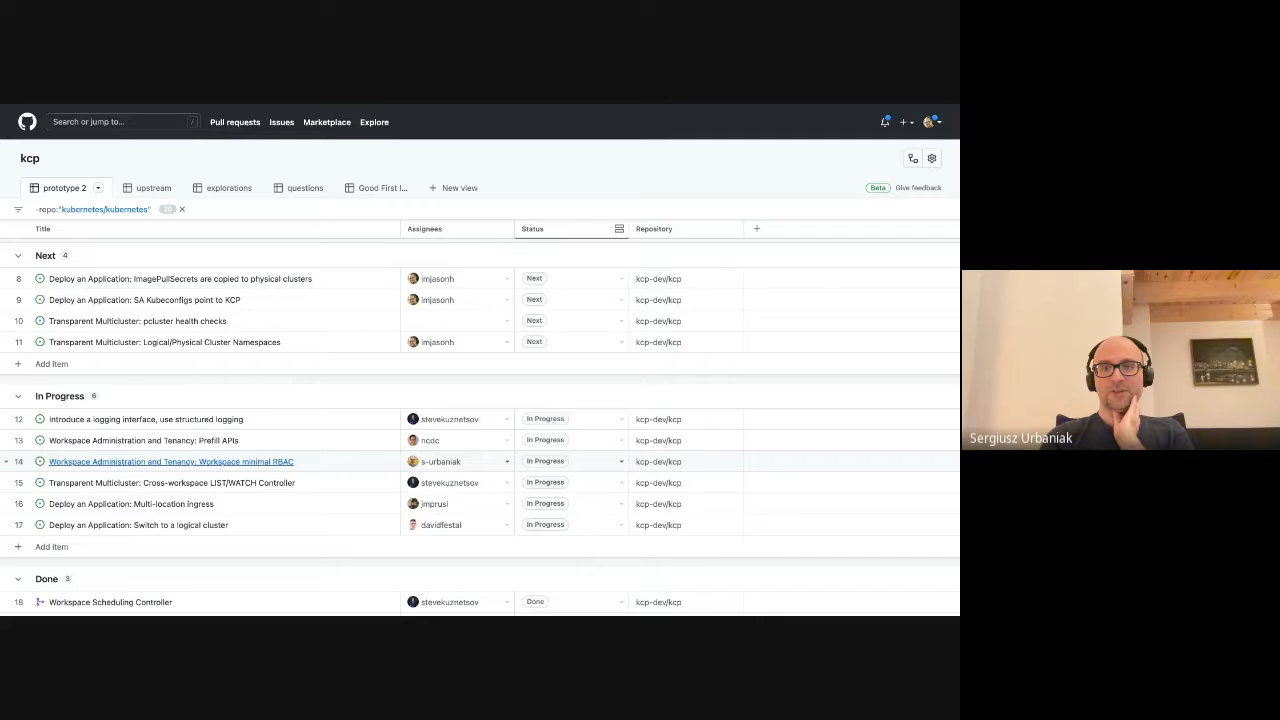 Search or jump to... / Pull requests Issues Marketplace Explore
kcp
prototype 2 upstream explorations questions Good First I... + New view Beta Give feedback
-repo:"kubernetes/kubernetes"
Title Assignees Status Repository
Next 4
8 Deploy an Application: ImagePullSecrets are copied to physical clusters imjasonh Next kcp-dev/kcp
9 Deploy an Application: SA Kubeconfigs point to KCP imjasonh Next kcp-dev/kcp
10 Transparent Multicluster: pcluster health checks Next kcp-dev/kcp
11 Transparent Multicluster: Logical/Physical Cluster Namespaces imjasonh Next kcp-dev/kcp
+ Add item
In Progress 6
12 Introduce a logging interface, use structured logging stevekuznetsov In Progress kcp-dev/kcp
13 Workspace Administration and Tenancy: Prefill APIs ncdc In Progress kcp-dev/kcp
14 Workspace Administration and Tenancy: Workspace minimal RBAC s-urbaniak In Progress kcp-dev/kcp
15 Transparent Multicluster: Cross-workspace LIST/WATCH Controller stevekuznetsov In Progress kcp-dev/kcp
16 Deploy an Application: Multi-location ingress jmprusi In Progress kcp-dev/kcp
17 Deploy an Application: Switch to a logical cluster davidfestal In Progress kcp-dev/kcp
+ Add item
Done 3
18 Workspace Scheduling Controller stevekuznetsov Done kcp-dev/kcp
Sergiusz Urbaniak